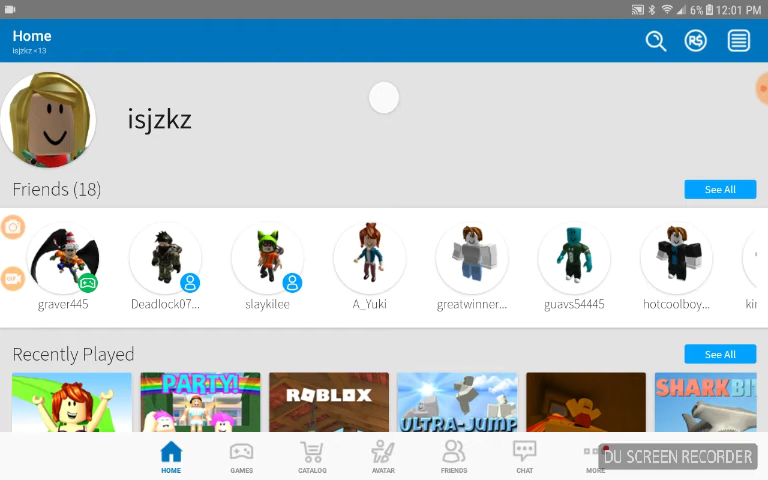 6% 12:01 PM
Home
isjzkz <13
R$
isjzkz
Friends (18)
See All
graver445
Deadlock07...
slaykilee
A_Yuki
greatwinner...
guavs54445
hotcoolboy...
Recently Played
See All
PARTY!
ROBLOX
ULTRA-JUMP
SHARKBI
HOME
GAMES
CATALOG
AVATAR
FRIENDS
CHAT
MORE
DU SCREEN RECORDER